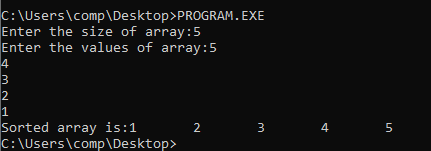 C:\Users\comp\Desktop>PROGRAM.EXE
Enter the size of array:5
Enter the values of array:5
4
3
2
1
Sorted array is:1 2 3 4 5
C:\Users\comp\Desktop>